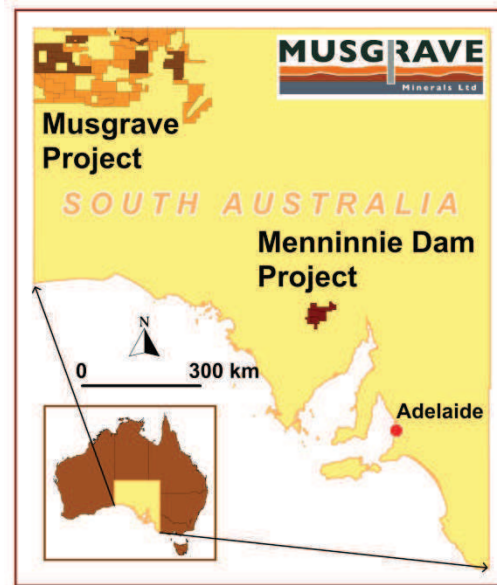 MUSGRAVE
Minerals Ltd
Musgrave
Project
SOUTH AUSTRALIA
Menninnie Dam
Project
N
0 300 km
Adelaide